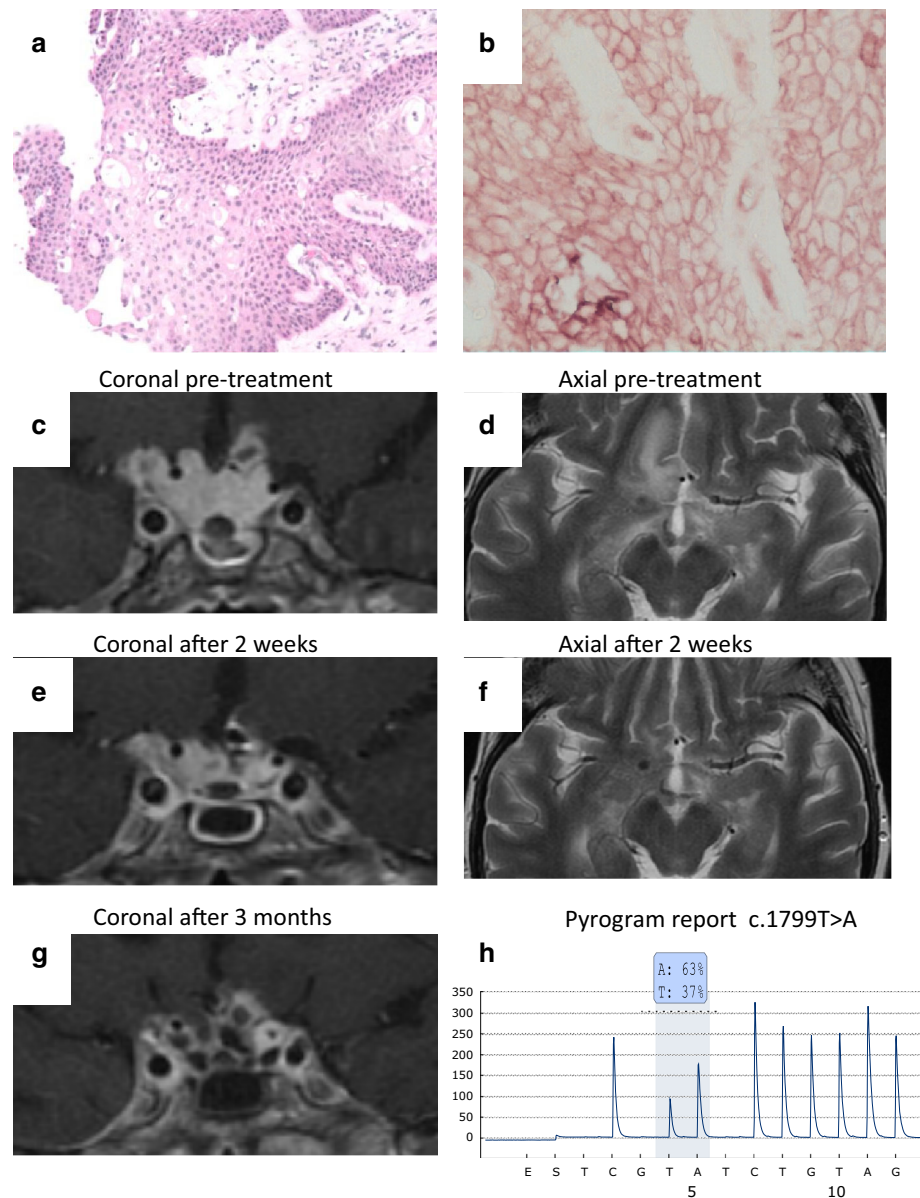 a
b
Coronal pre-treatment
Axial pre-treatment
c
d
Coronal after 2 weeks
Axial after 2 weeks
e
f
Coronal after 3 months
Pyrogram report c.1799T>A
g
h
A: 63%
T: 37%
350
300
250
200
150
100
50
0
E S T C G T A T C T G T A G
5 10